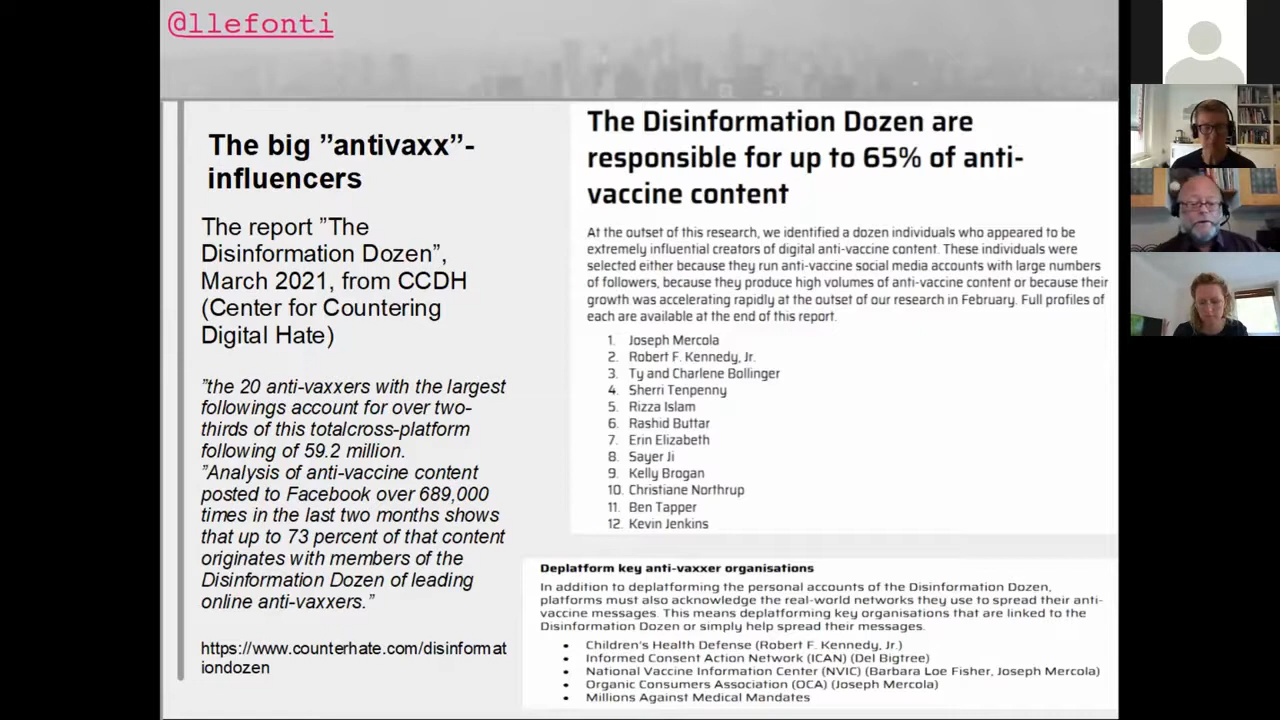 @llefonti
The big ”antivaxx”-
influencers
The report ”The
Disinformation Dozen”,
March 2021, from CCDH
(Center for Countering
Digital Hate)
”the 20 anti-vaxxers with the largest
followings account for over two-
thirds of this totalcross-platform
following of 59.2 million.
”Analysis of anti-vaccine content
posted to Facebook over 689,000
times in the last two months shows
that up to 73 percent of that content
originates with members of the
Disinformation Dozen of leading
online anti-vaxxers.”
https://www.counterhate.com/disinformat
iondozen
The Disinformation Dozen are
responsible for up to 65% of anti-
vaccine content
At the outset of this research, we identified a dozen individuals who appeared to be
extremely influential creators of digital anti-vaccine content. These individuals were
selected either because they run anti-vaccine social media accounts with large numbers
of followers, because they produce high volumes of anti-vaccine content or because their
growth was accelerating rapidly at the outset of our research in February. Full profiles of
each are available at the end of this report.
1. Joseph Mercola
2. Robert F. Kennedy, Jr.
3. Ty and Charlene Bollinger
4. Sherri Tenpenny
5. Rizza Islam
6. Rashid Buttar
7. Erin Elizabeth
8. Sayer Ji
9. Kelly Brogan
10. Christiane Northrup
11. Ben Tapper
12. Kevin Jenkins
Deplatform key anti-vaxxer organisations
In addition to deplatforming the personal accounts of the Disinformation Dozen,
platforms must also acknowledge the real-world networks they use to spread their anti-
vaccine messages. This means deplatforming key organisations that are linked to the
Disinformation Dozen or simply help spread their messages.
• Children's Health Defense (Robert F. Kennedy, Jr.)
• Informed Consent Action Network (ICAN) (Del Bigtree)
• National Vaccine Information Center (NVIC) (Barbara Loe Fisher, Joseph Mercola)
• Organic Consumers Association (OCA) (Joseph Mercola)
• Millions Against Medical Mandates